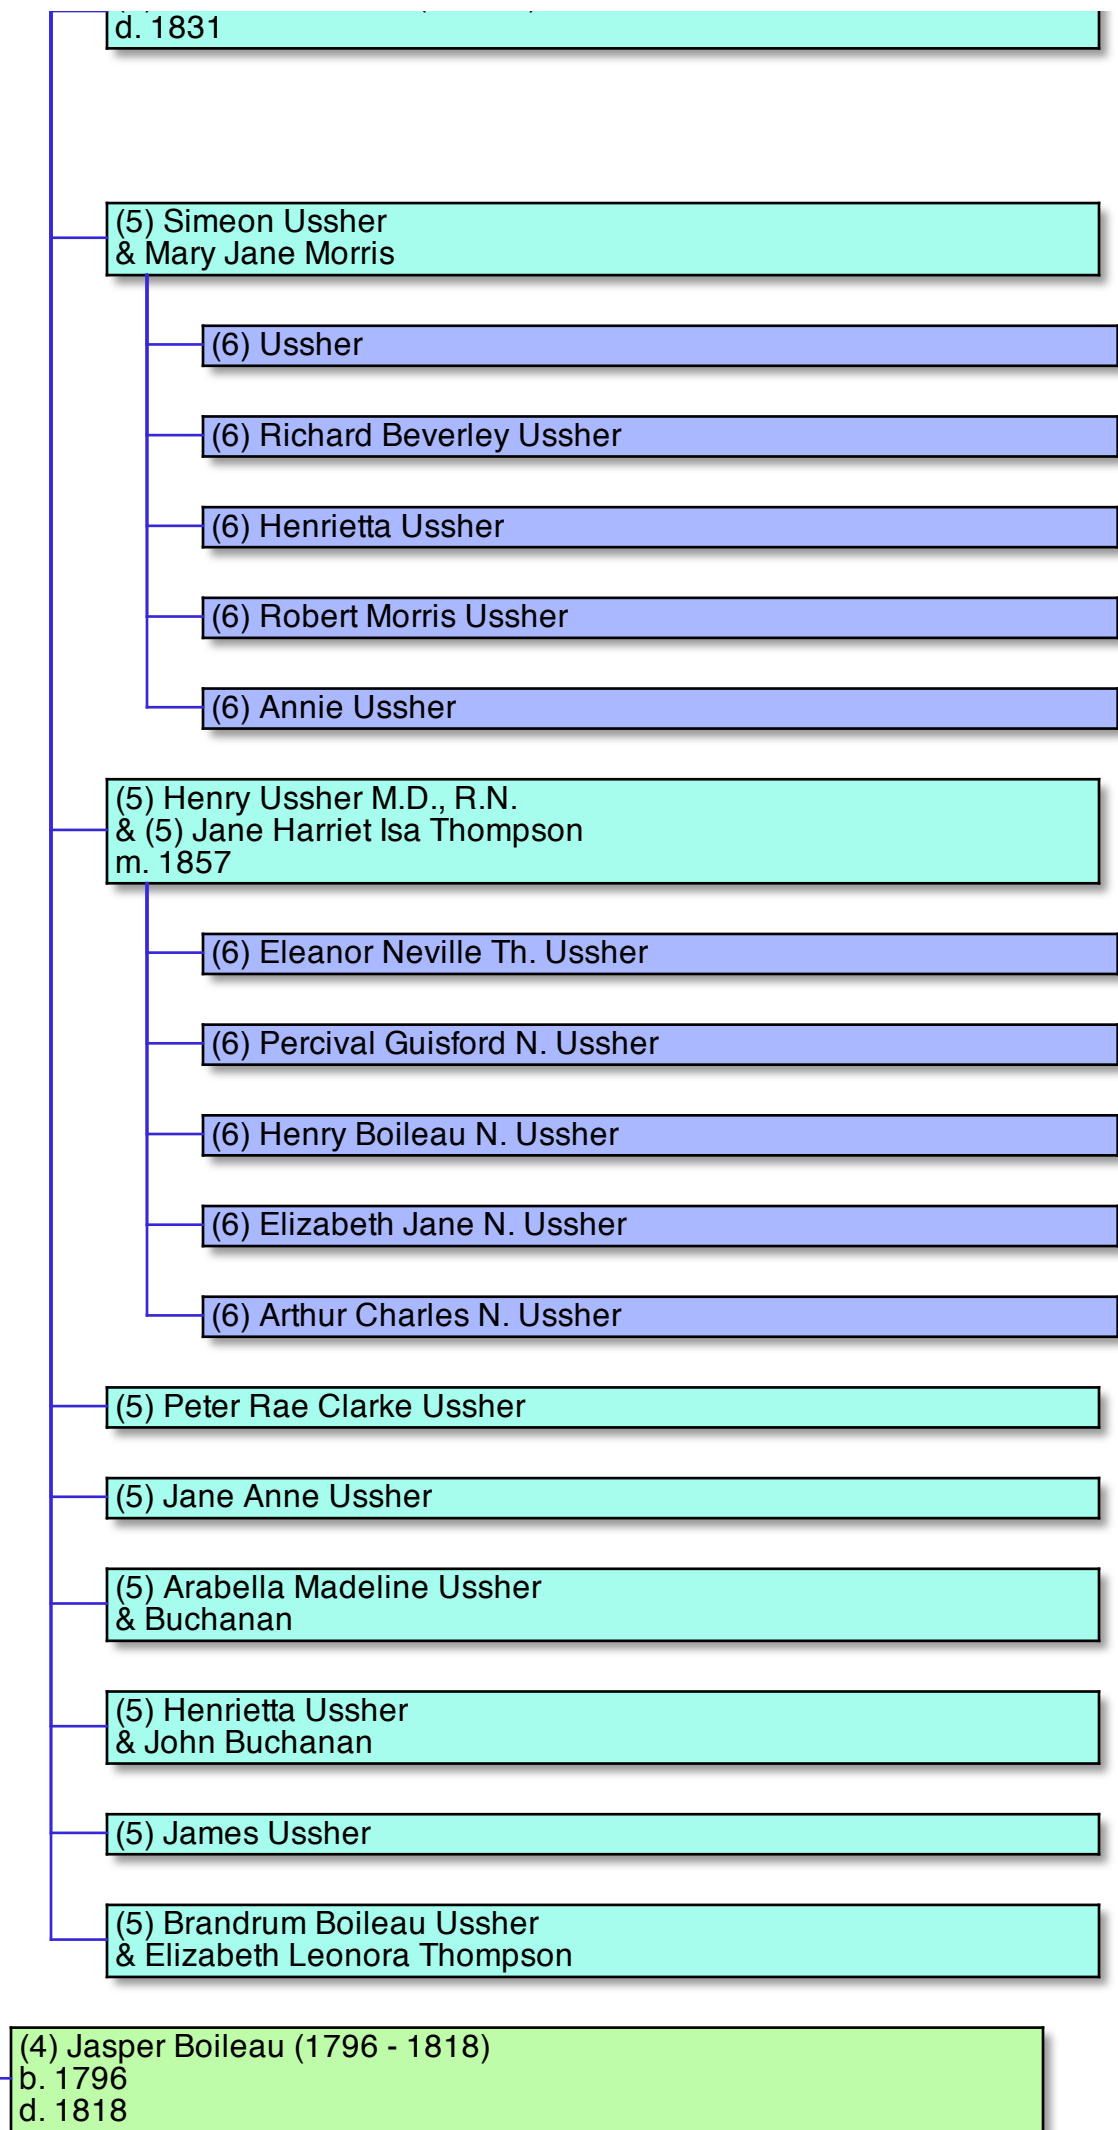 d. 1831
(5) Simeon Ussher
& Mary Jane Morris
(6) Ussher
(6) Richard Beverley Ussher
(6) Henrietta Ussher
(6) Robert Morris Ussher
(6) Annie Ussher
(5) Henry Ussher M.D., R.N.
& (5) Jane Harriet Isa Thompson
m. 1857
(6) Eleanor Neville Th. Ussher
(6) Percival Guisford N. Ussher
(6) Henry Boileau N. Ussher
(6) Elizabeth Jane N. Ussher
(6) Arthur Charles N. Ussher
(5) Peter Rae Clarke Ussher
(5) Jane Anne Ussher
(5) Arabella Madeline Ussher
& Buchanan
(5) Henrietta Ussher
& John Buchanan
(5) James Ussher
(5) Brandrum Boileau Ussher
& Elizabeth Leonora Thompson
(4) Jasper Boileau (1796 - 1818)
b. 1796
d. 1818